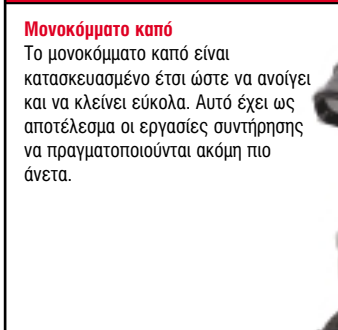 Μονοκόμματο καπό
Το μονοκόμματο καπό είναι
κατασκευασμένο έτσι ώστε να ανοίγει
και να κλείνει εύκολα. Αυτό έχει ως
αποτέλεσμα οι εργασίες συντήρησης
να πραγματοποιούνται ακόμη πιο
άνετα.